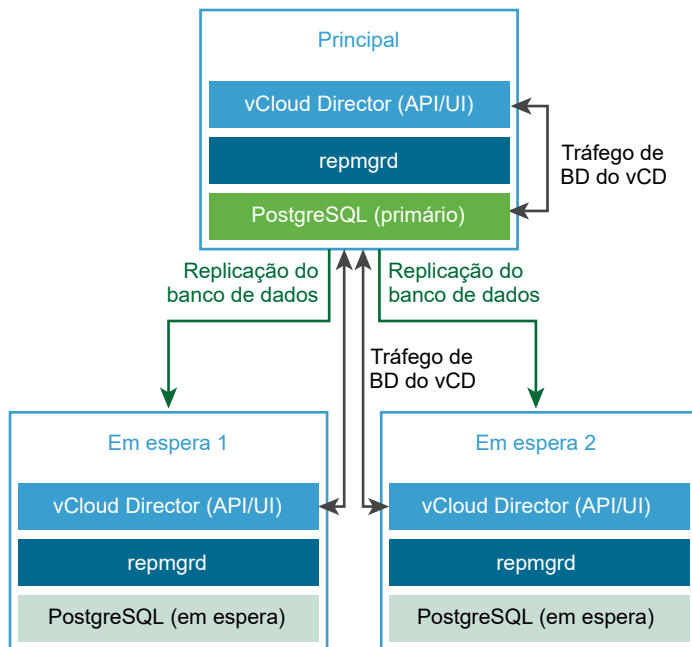 Principal
vCloud Director (API/UI)
repmgrd
PostgreSQL (primário)
Tráfego de
BD do vCD
Replicação do
banco de dados
Replicação do
banco de dados
Tráfego de
BD do vCD
Em espera 1
vCloud Director (API/UI)
repmgrd
PostgreSQL (em espera)
Em espera 2
vCloud Director (API/UI)
repmgrd
PostgreSQL (em espera)